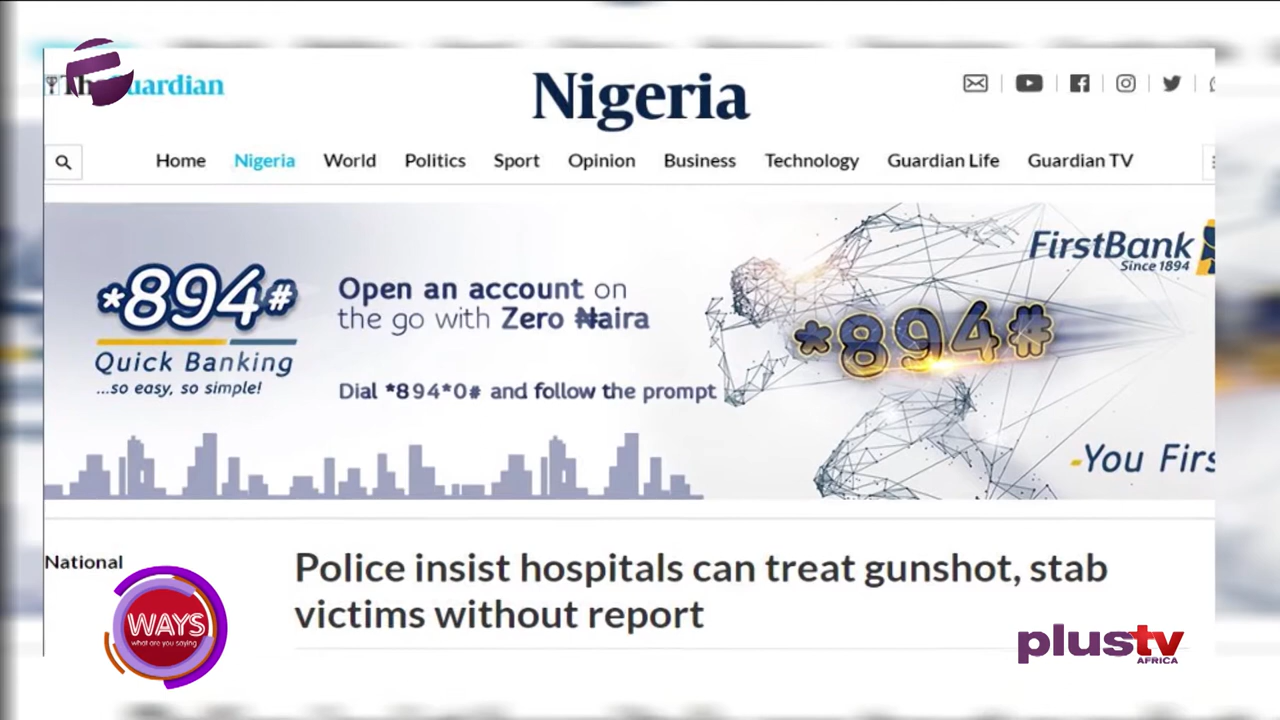 The Guardian
Nigeria
Home Nigeria World Politics Sport Opinion Business Technology Guardian Life Guardian TV
*894#
Quick Banking
...so easy, so simple!
Open an account on
the go with Zero ₦aira
Dial *894*0# and follow the prompt
*894#
FirstBank
Since 1894
-You Firs
National
Police insist hospitals can treat gunshot, stab
victims without report
WAYS
what are you saying
plustv
AFRICA